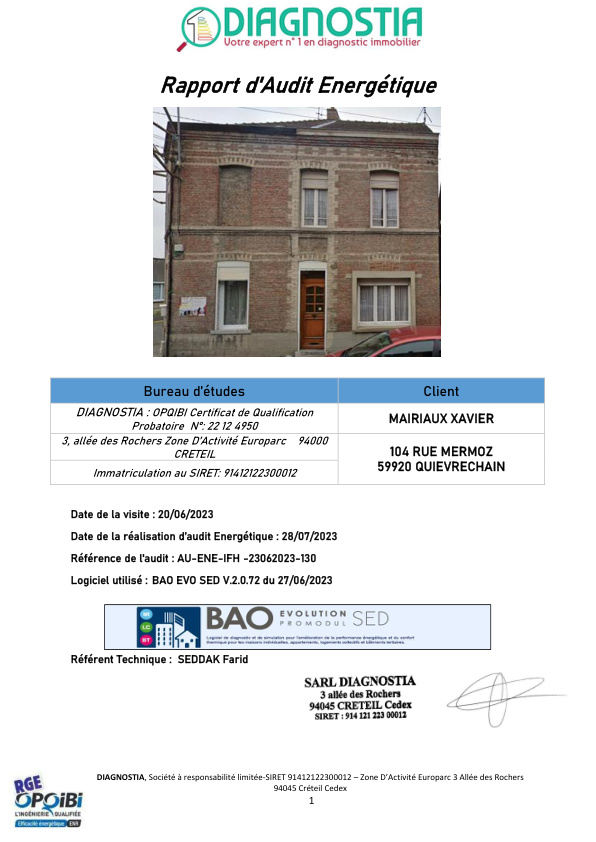 DIAGNOSTIA
Votre expert n°1 en diagnostic immobilier
Rapport d'Audit Energétique
Bureau d'études
Client
DIAGNOSTIA : OPQIBI Certificat de Qualification
Probatoire N°: 22 12 4950
MAIRIAUX XAVIER
3, allée des Rochers Zone D'Activité Europarc 94000
CRETEIL
104 RUE MERMOZ
59920 QUIEVRECHAIN
Immatriculation au SIRET: 91412122300012
Date de la visite : 20/06/2023
Date de la réalisation d'audit Energétique : 28/07/2023
Référence de l'audit : AU-ENE-IFH -23062023-130
Logiciel utilisé : BAO EVO SED V.2.0.72 du 27/06/2023
MI
LC
BT
BAO EVOLUTION SED
PROMODUL
Logiciel de diagnostic et de simulation pour l'amélioration de la performance énergétique et du confort
thermique pour les maisons individuelles, appartements, logements collectifs et bâtiments tertiaires.
Référent Technique : SEDDAK Farid
SARL DIAGNOSTIA
3 allée des Rochers
94045 CRETEIL Cedex
SIRET : 914 121 223 00012
RGE
OPQIBI
L'INGÉNIERIE QUALIFIÉE
Efficacité énergétique ENR
DIAGNOSTIA, Société à responsabilité limitée-SIRET 91412122300012 – Zone D'Activité Europarc 3 Allée des Rochers
94045 Créteil Cedex
1